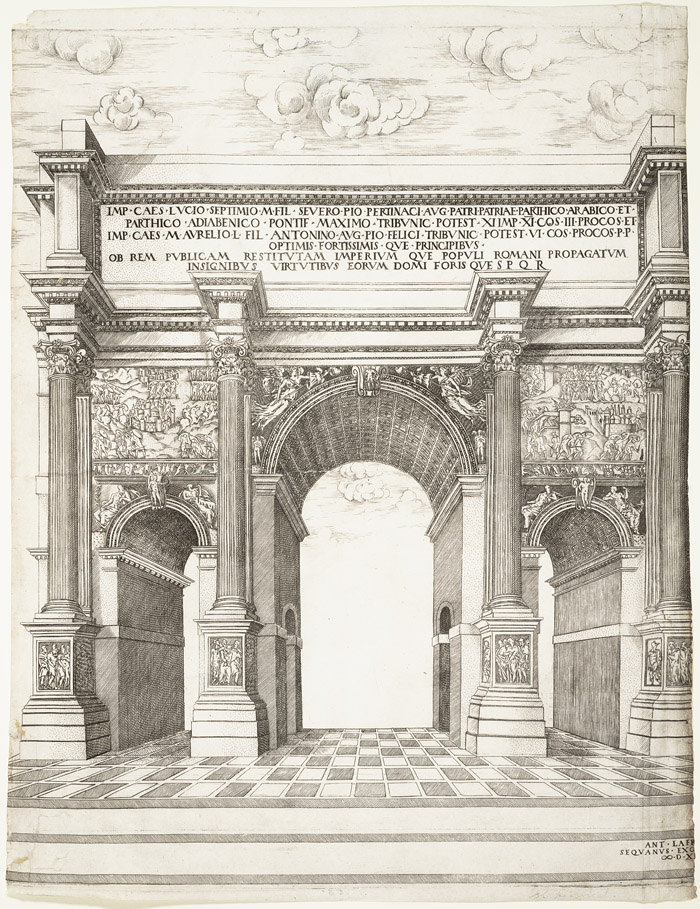 IMP · CAES · LVCIO · SEPTIMIO · M · FIL · SEVERO · PIO · PERTINACI · AVG · PATRI · PATRIAE · PARTHICO · ARABICO · ET ·
PARTHICO · ADIABENICO · PONTIF · MAXIMO · TRIBVNIC · POTEST · XI · IMP · XI · COS · III · PROCOS · ET
IMP · CAES · M · AVRELIO · L · FIL · ANTONINO · AVG · PIO · FELICI · TRIBVNIC · POTEST · VI · COS · PROCOS · P · P ·
OPTIMIS · FORTISSIMIS · QVE · PRINCIPIBVS ·
OB REM PVBLICAM RESTITVTAM IMPERIVM QVE POPVLI ROMANI PROPAGATVM
INSIGNIBVS VIRTVTIBVS EORVM DOMI FORIS QVE S P Q R
ANT · LAFR
SEQVANVS · EXC
∞ · D · X